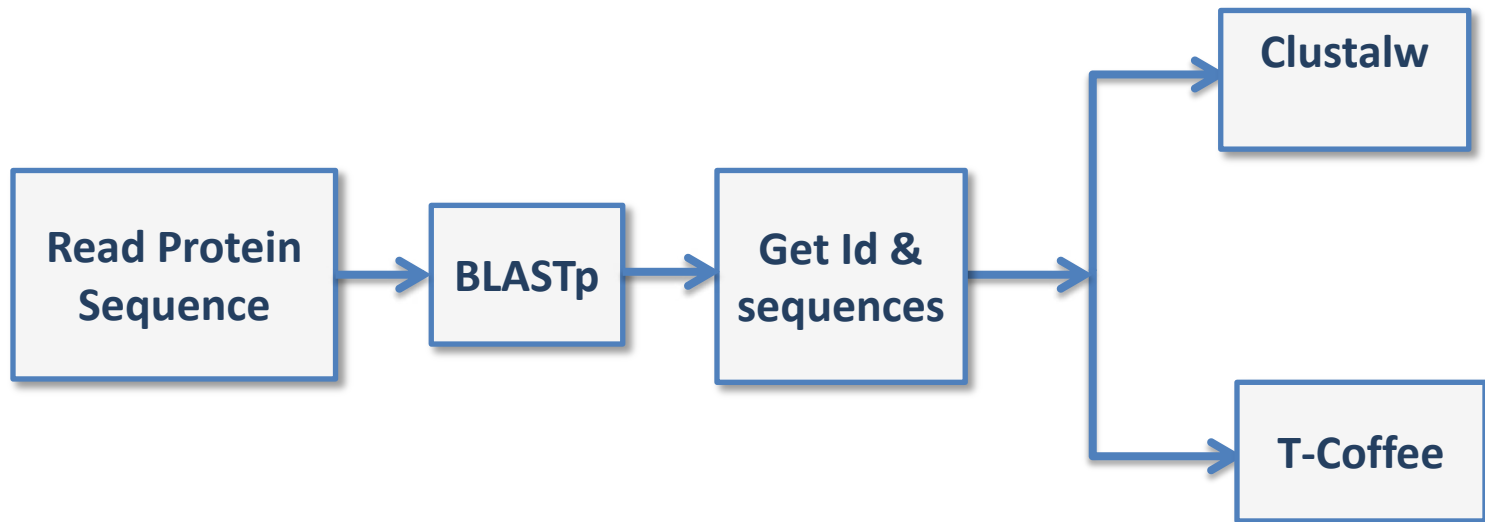 Clustalw
Read Protein
Sequence
BLASTp
Get Id &
sequences
T-Coffee